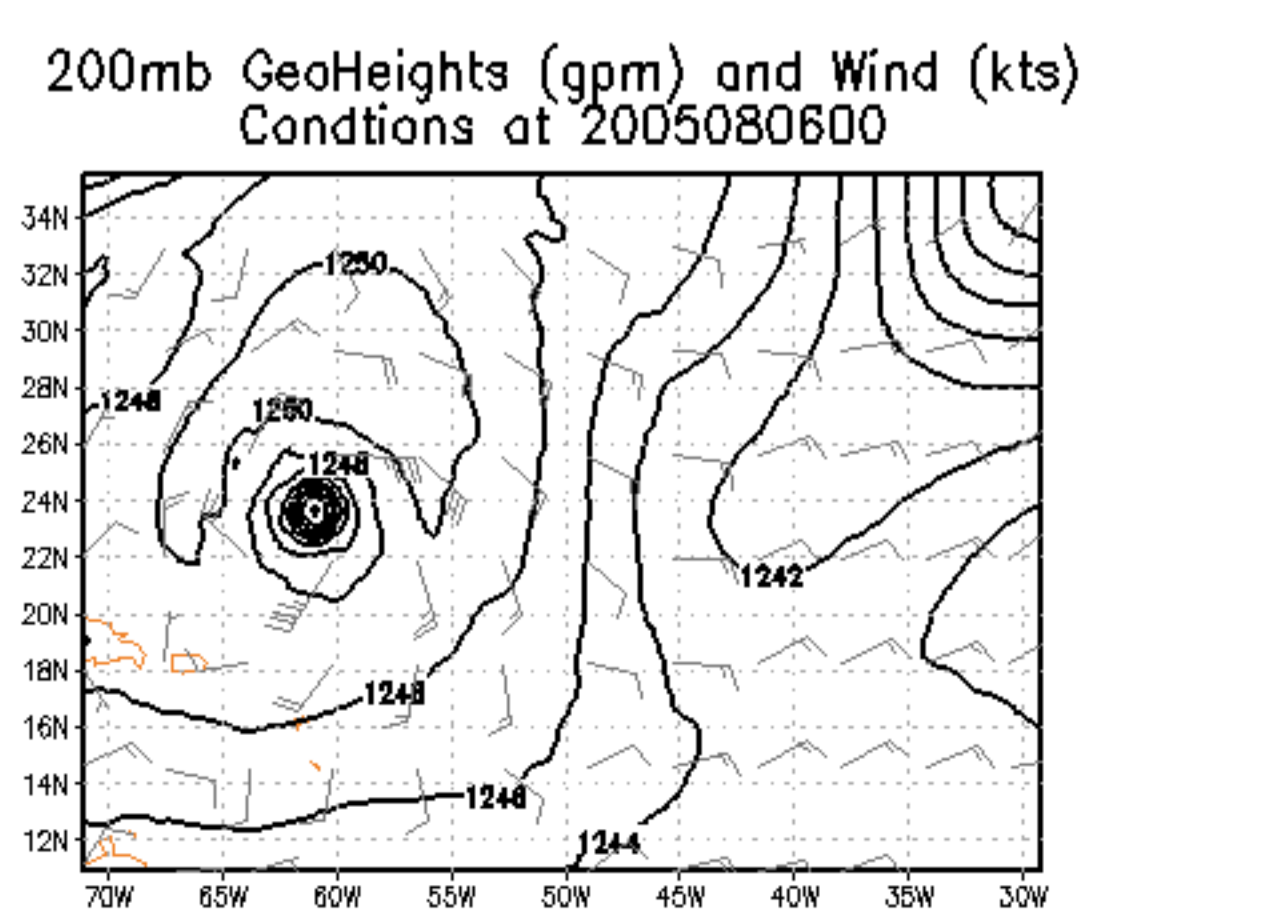 200mb GeoHeights (gpm) and Wind (kts)
Condtions at 2005080600
34N
1250
32N
30N
28N
1248
1250
26N
1248
24N
22N
1242
20N
18N
1248
16N
14N
1246
12N
1244
70W 65W 60W 55W 50W 45W 40W 35W 30W